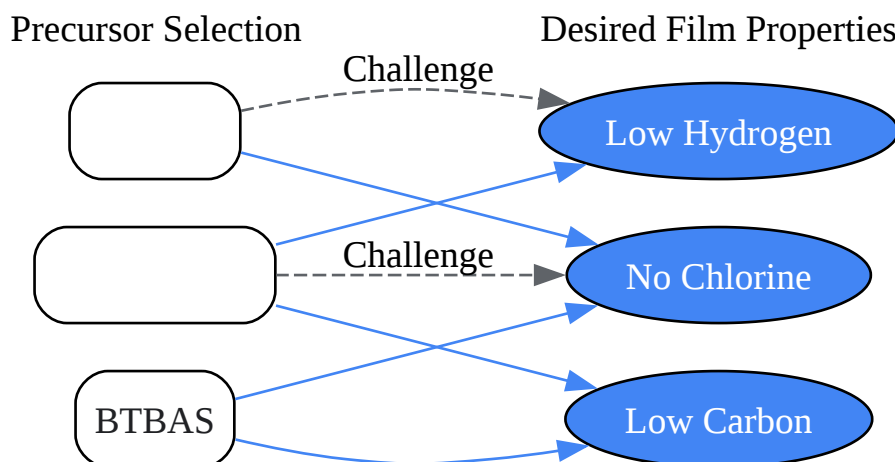 Precursor Selection
Desired Film Properties
Challenge
Low Hydrogen
Challenge
No Chlorine
BTBAS
Low Carbon